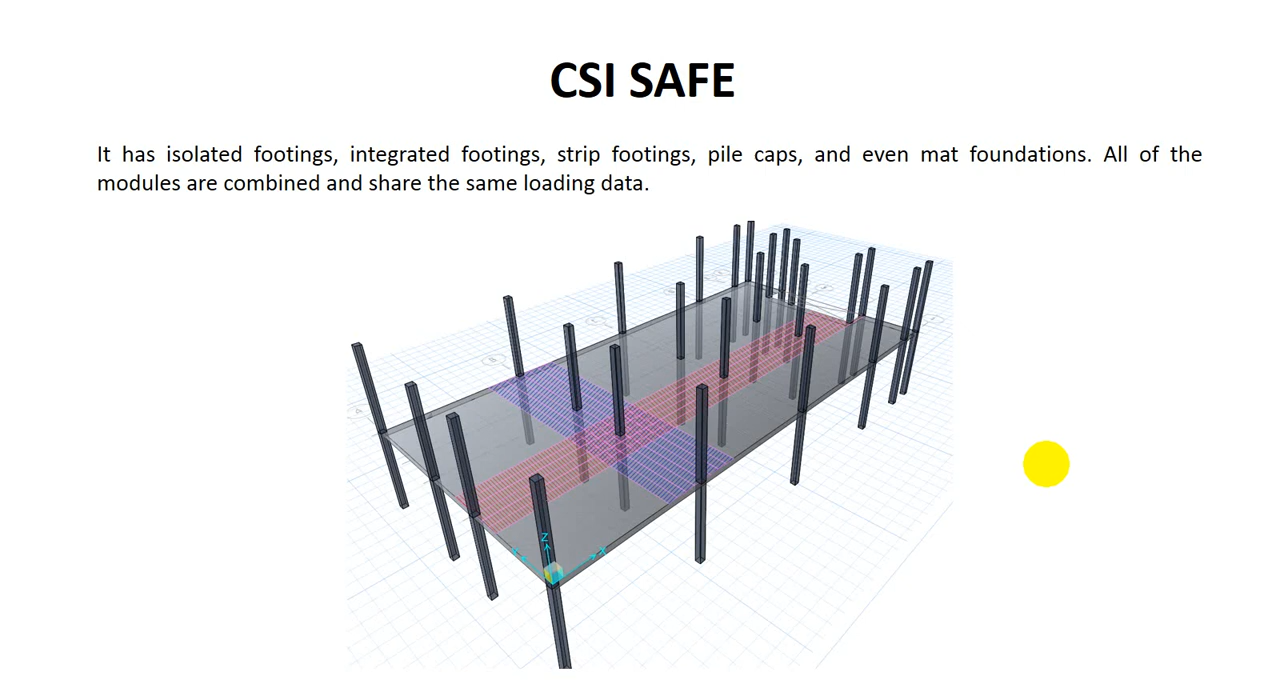 CSI SAFE
It has isolated footings, integrated footings, strip footings, pile caps, and even mat foundations. All of the
modules are combined and share the same loading data.
Z